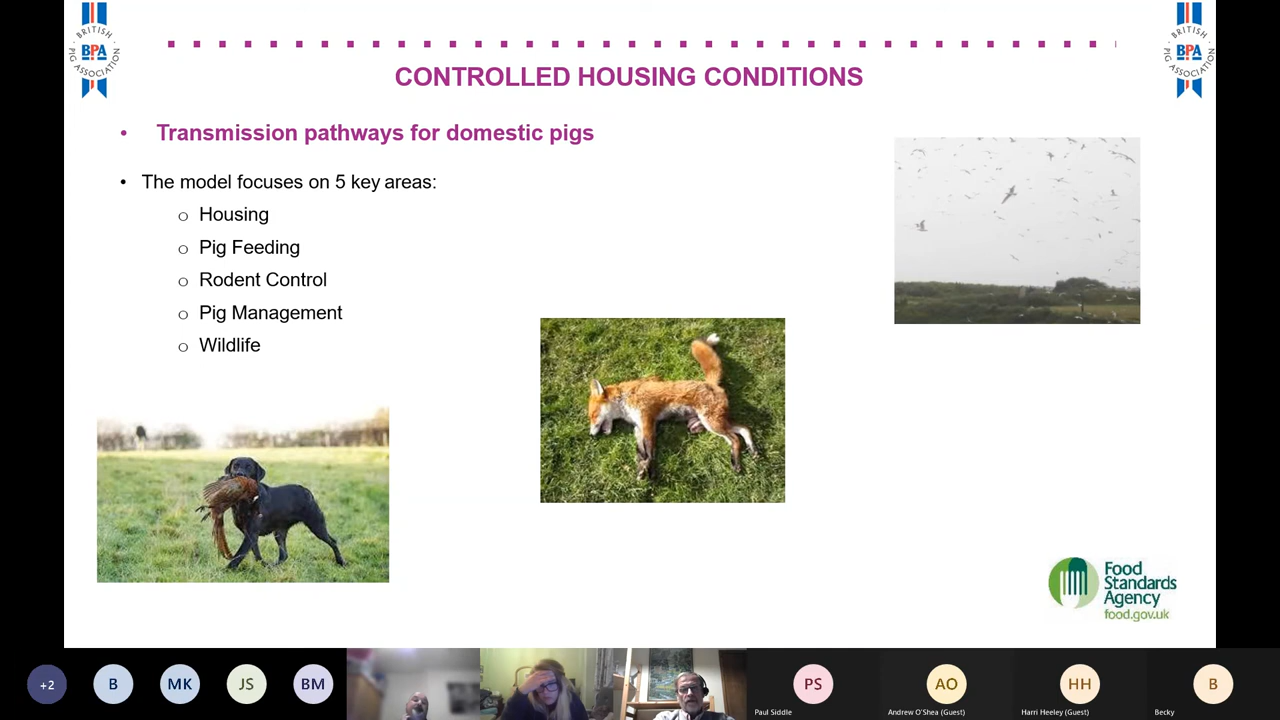 BRITISH
BPA
PIG ASSOCIATION
BRITISH
BPA
PIG ASSOCIATION
CONTROLLED HOUSING CONDITIONS
• Transmission pathways for domestic pigs
• The model focuses on 5 key areas:
o Housing
o Pig Feeding
o Rodent Control
o Pig Management
o Wildlife
Food
Standards
Agency
food.gov.uk
+2
B
MK
JS
BM
PS
AO
HH
B
Paul Siddle
Andrew O'Shea (Guest)
Harri Heeley (Guest)
Becky